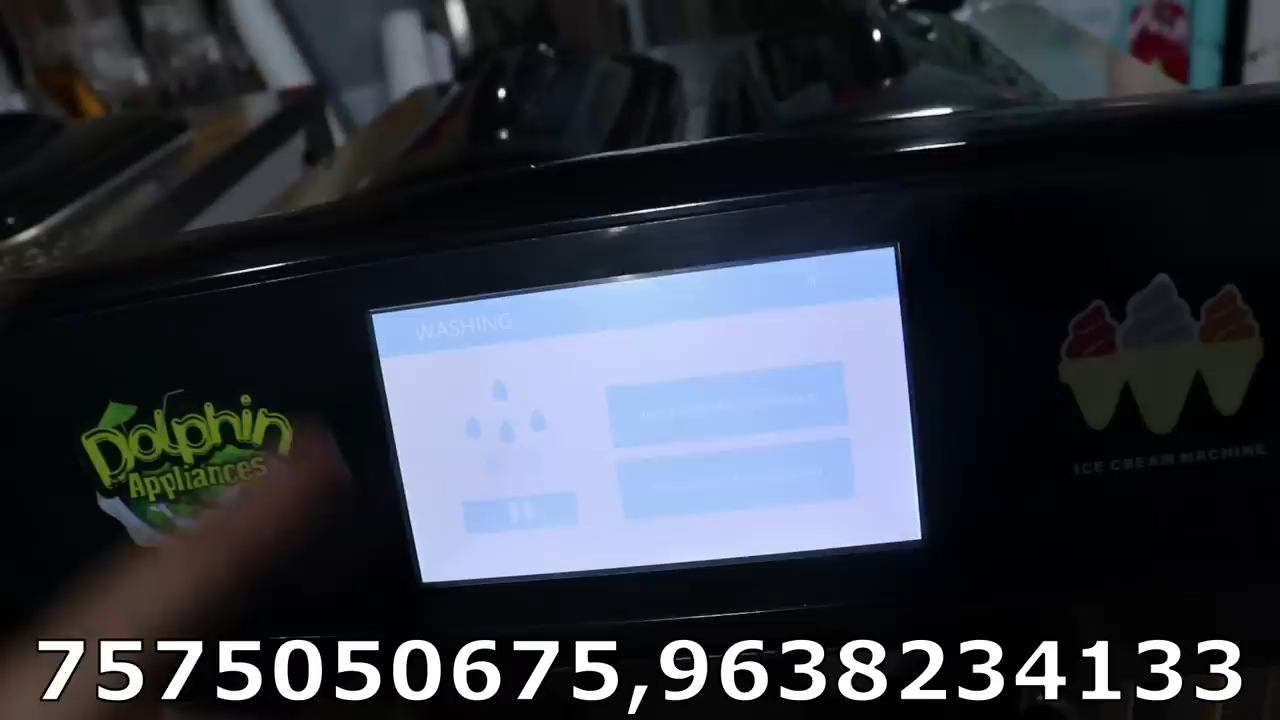 WASHING
Dolphin
Appliances
ICE CREAM MACHINE
7575050675,9638234133